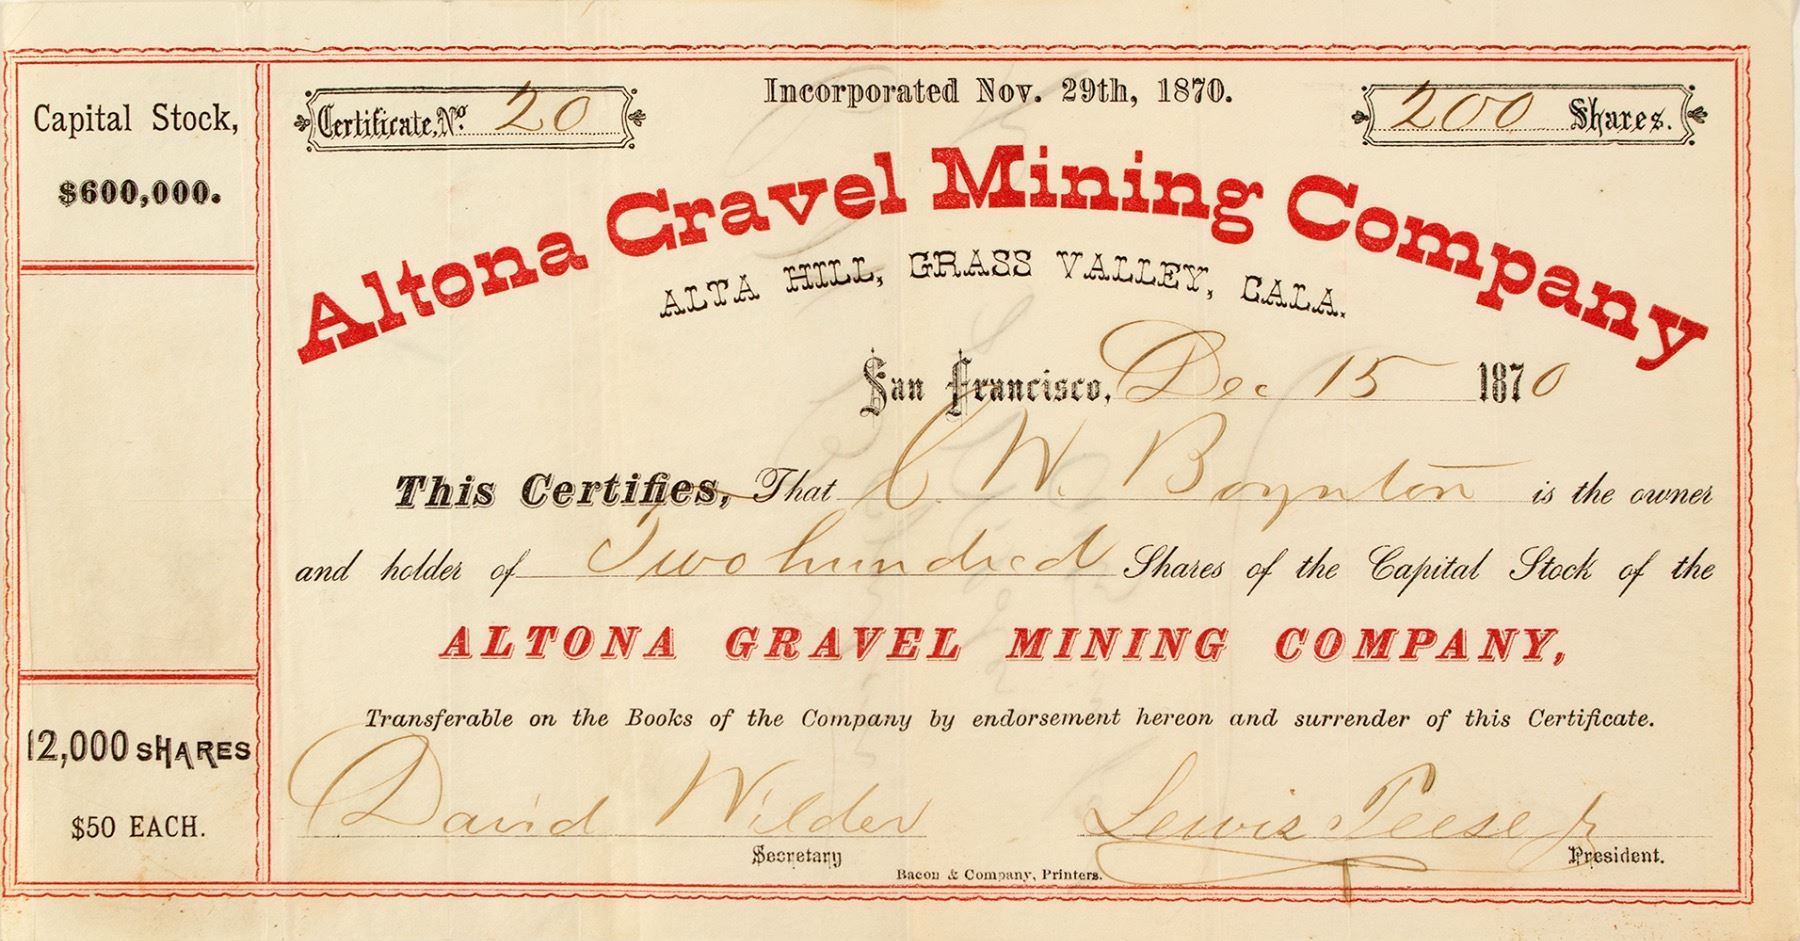 Capital Stock,
$600,000.
12,000 SHARES
$50 EACH.
Certificate, No. 20
Incorporated Nov. 29th, 1870.
200 Shares.
Altona Gravel Mining Company
ALTA HILL, GRASS VALLEY, CALA.
San Francisco, Dec 15 1870
This Certifies, That C. W. Boynton is the owner
and holder of Two hundred Shares of the Capital Stock of the
ALTONA GRAVEL MINING COMPANY,
Transferable on the Books of the Company by endorsement hereon and surrender of this Certificate.
David Wilder
Secretary
Lewis Teese Jr
President.
Bacon & Company, Printers.